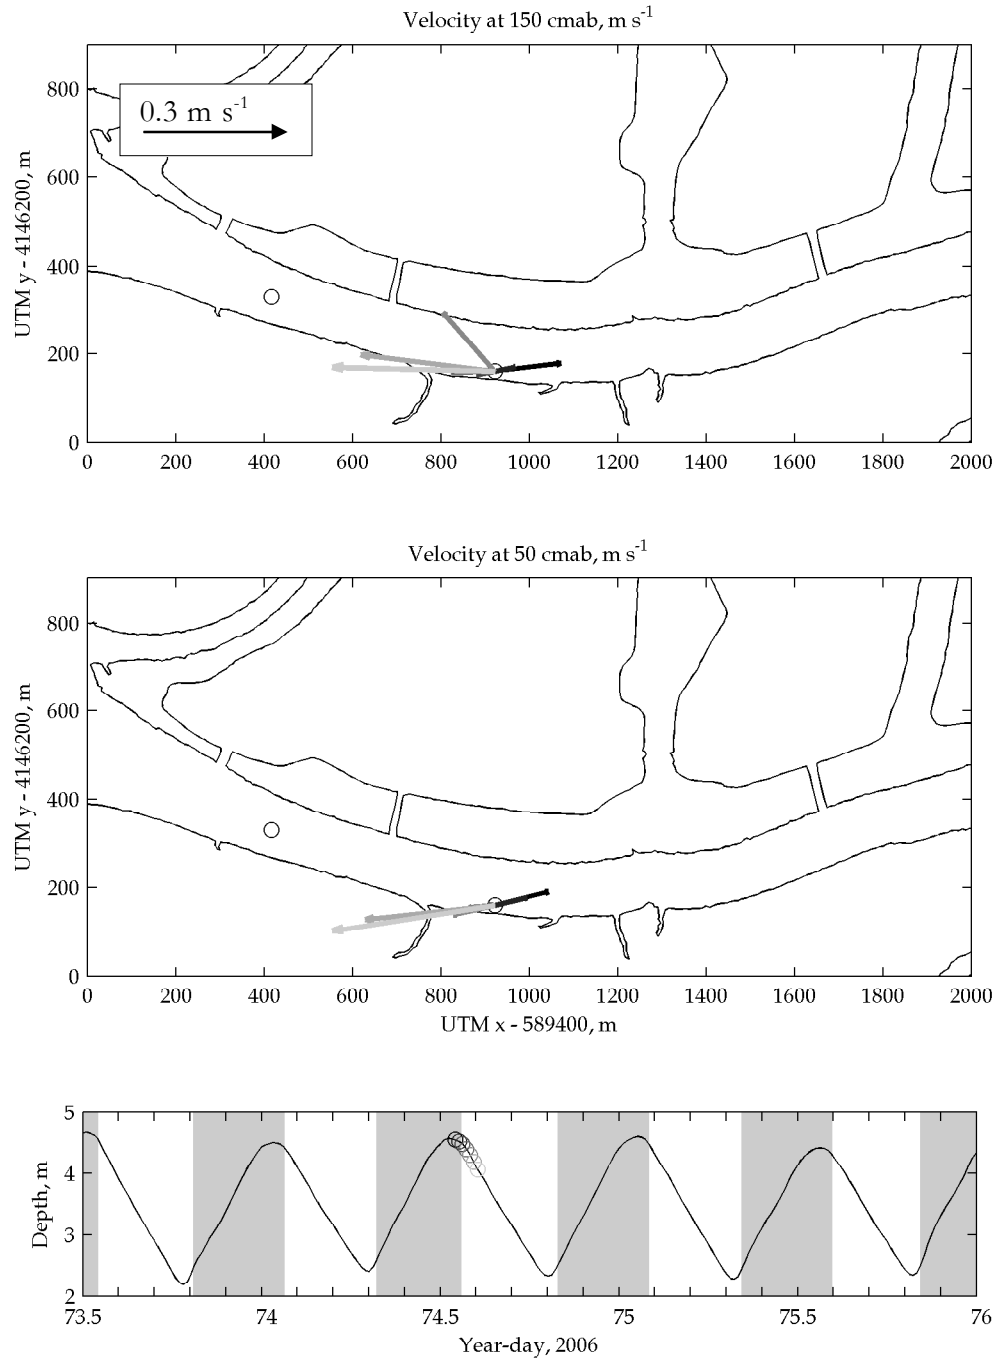 Velocity at 150 cmab, m s-1
0.3 m s-1
UTM y - 4146200, m
800
600
400
200
0
0 200 400 600 800 1000 1200 1400 1600 1800 2000
Velocity at 50 cmab, m s-1
UTM y - 4146200, m
800
600
400
200
0
0 200 400 600 800 1000 1200 1400 1600 1800 2000
UTM x - 589400, m
Depth, m
5
4
3
2
73.5 74 74.5 75 75.5 76
Year-day, 2006